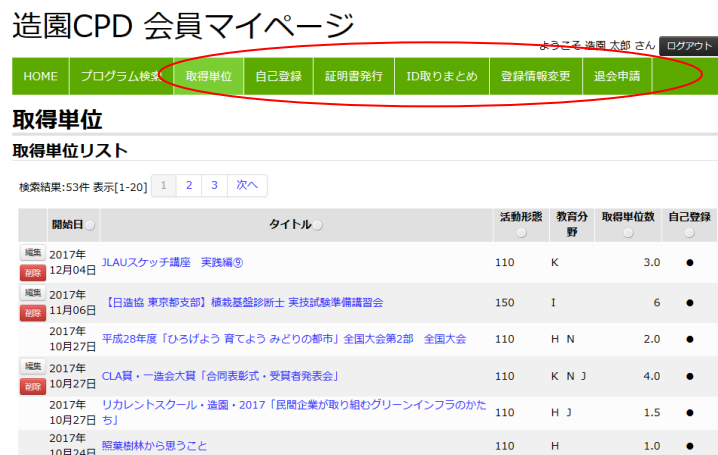 造園CPD 会員マイページ
ようこそ 造園 太郎 さん ログアウト
HOME プログラム検索 取得単位 自己登録 証明書発行 ID取りまとめ 登録情報変更 退会申請
取得単位
取得単位リスト
検索結果:53件 表示[1-20] 1 2 3 次へ
開始日 タイトル 活動形態 教育分野 取得単位数 自己登録
編集 削除 2017年12月04日 JLAUスケッチ講座 実践編⑨ 110 K 3.0 ●
編集 削除 2017年11月06日 【日造協 東京都支部】植栽基盤診断士 実技試験準備講習会 150 I 6 ●
2017年10月27日 平成28年度「ひろげよう 育てよう みどりの都市」全国大会第2部 全国大会 110 H N 2.0 ●
編集 削除 2017年10月27日 CLA賞・一造会大賞「合同表彰式・受賞者発表会」 110 K N J 4.0 ●
2017年10月27日 リカレントスクール・造園・2017「民間企業が取り組むグリーンインフラのかたち」 110 H J 1.5 ●
2017年10月24日 照葉樹林から思うこと 110 H 1.0 ●